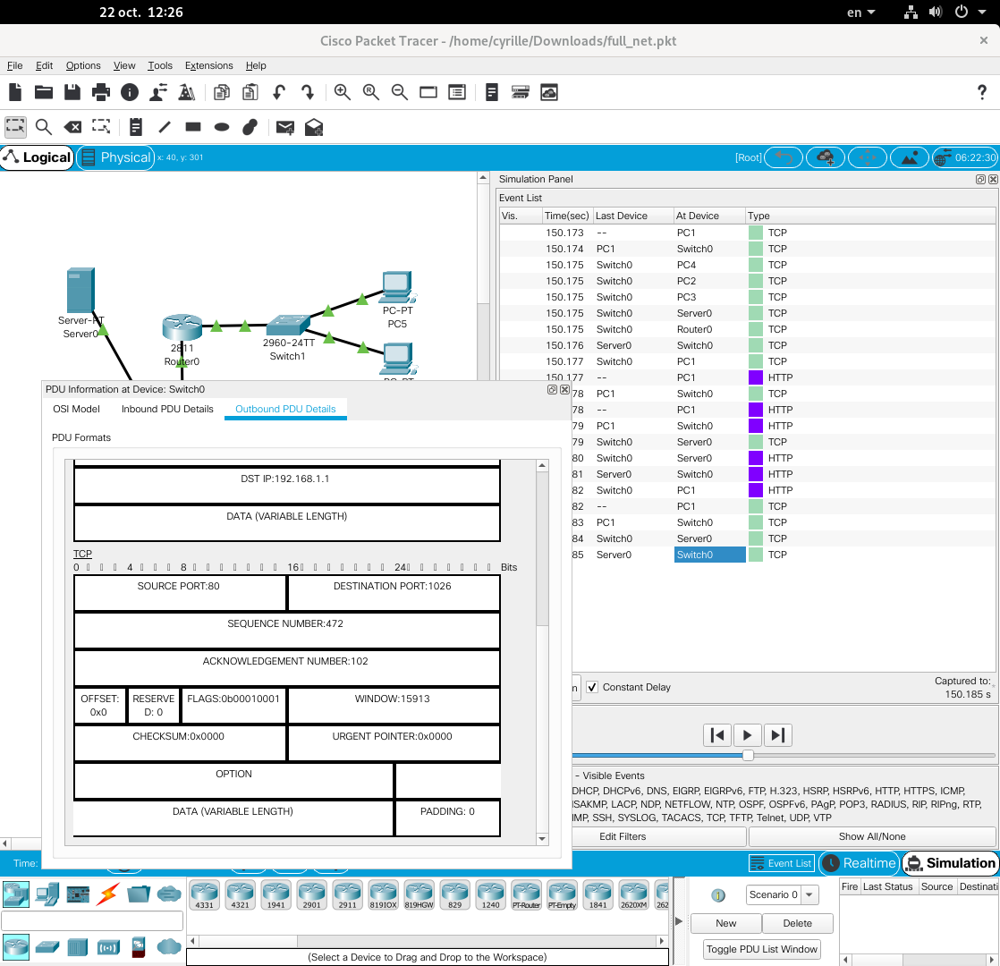 22 oct. 12:26
en
Cisco Packet Tracer - /home/cyrille/Downloads/full_net.pkt
File Edit Options View Tools Extensions Help
?
Logical Physical x: 40, y: 301 [Root] 06:22:30
Simulation Panel
Event List
Vis. Time(sec) Last Device At Device Type
150.173 -- PC1 TCP
150.174 PC1 Switch0 TCP
150.175 Switch0 PC4 TCP
150.175 Switch0 PC2 TCP
150.175 Switch0 PC3 TCP
150.175 Switch0 Server0 TCP
150.175 Switch0 Router0 TCP
150.176 Server0 Switch0 TCP
150.177 Switch0 PC1 TCP
150.177 -- PC1 HTTP
78 PC1 Switch0 TCP
78 -- PC1 HTTP
79 PC1 Switch0 HTTP
79 Switch0 Server0 TCP
80 Switch0 Server0 HTTP
81 Server0 Switch0 HTTP
82 Switch0 PC1 HTTP
82 -- PC1 TCP
83 PC1 Switch0 TCP
84 Switch0 Server0 TCP
85 Server0 Switch0 TCP
Server-PT
Server0
2811
Router0
2960-24TT
Switch1
PC-PT
PC5
PC-PT
PDU Information at Device: Switch0
OSI Model Inbound PDU Details Outbound PDU Details
PDU Formats
DST IP:192.168.1.1
DATA (VARIABLE LENGTH)
TCP
0 4 8 16 24 Bits
SOURCE PORT:80 DESTINATION PORT:1026
SEQUENCE NUMBER:472
ACKNOWLEDGEMENT NUMBER:102
OFFSET: RESERVE FLAGS:0b00010001 WINDOW:15913
0x0 D: 0
CHECKSUM:0x0000 URGENT POINTER:0x0000
OPTION
DATA (VARIABLE LENGTH) PADDING: 0
n Constant Delay Captured to:
150.185 s
- Visible Events
DHCP, DHCPv6, DNS, EIGRP, EIGRPv6, FTP, H.323, HSRP, HSRPv6, HTTP, HTTPS, ICMP,
SAKMP, LACP, NDP, NETFLOW, NTP, OSPF, OSPFv6, PAgP, POP3, RADIUS, RIP, RIPng, RTP,
MP, SSH, SYSLOG, TACACS, TCP, TFTP, Telnet, UDP, VTP
Edit Filters Show All/None
Time: Event List Realtime Simulation
4331 4321 1941 2901 2911 819IOX 819HGW 829 1240 PT-Router PT-Empty 1841 2620XM 262
(Select a Device to Drag and Drop to the Workspace)
Scenario 0
New Delete
Toggle PDU List Window
Fire Last Status Source Destinati